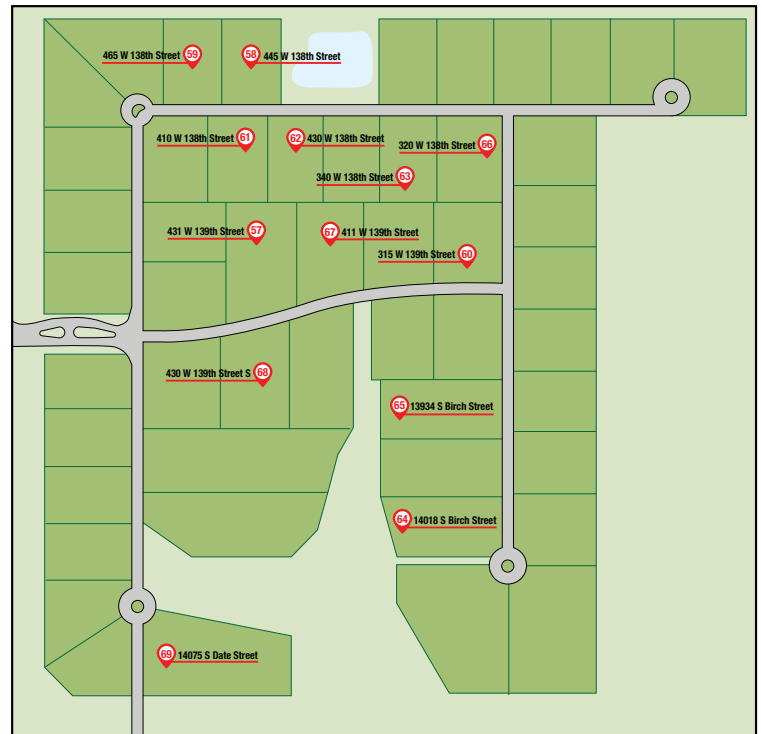 465 W 138th Street 59
58 445 W 138th Street
410 W 138th Street 61
62 430 W 138th Street
320 W 138th Street 66
340 W 138th Street 63
431 W 139th Street 57
67 411 W 139th Street
315 W 139th Street 60
430 W 139th Street S 68
65 13934 S Birch Street
64 14018 S Birch Street
69 14075 S Date Street